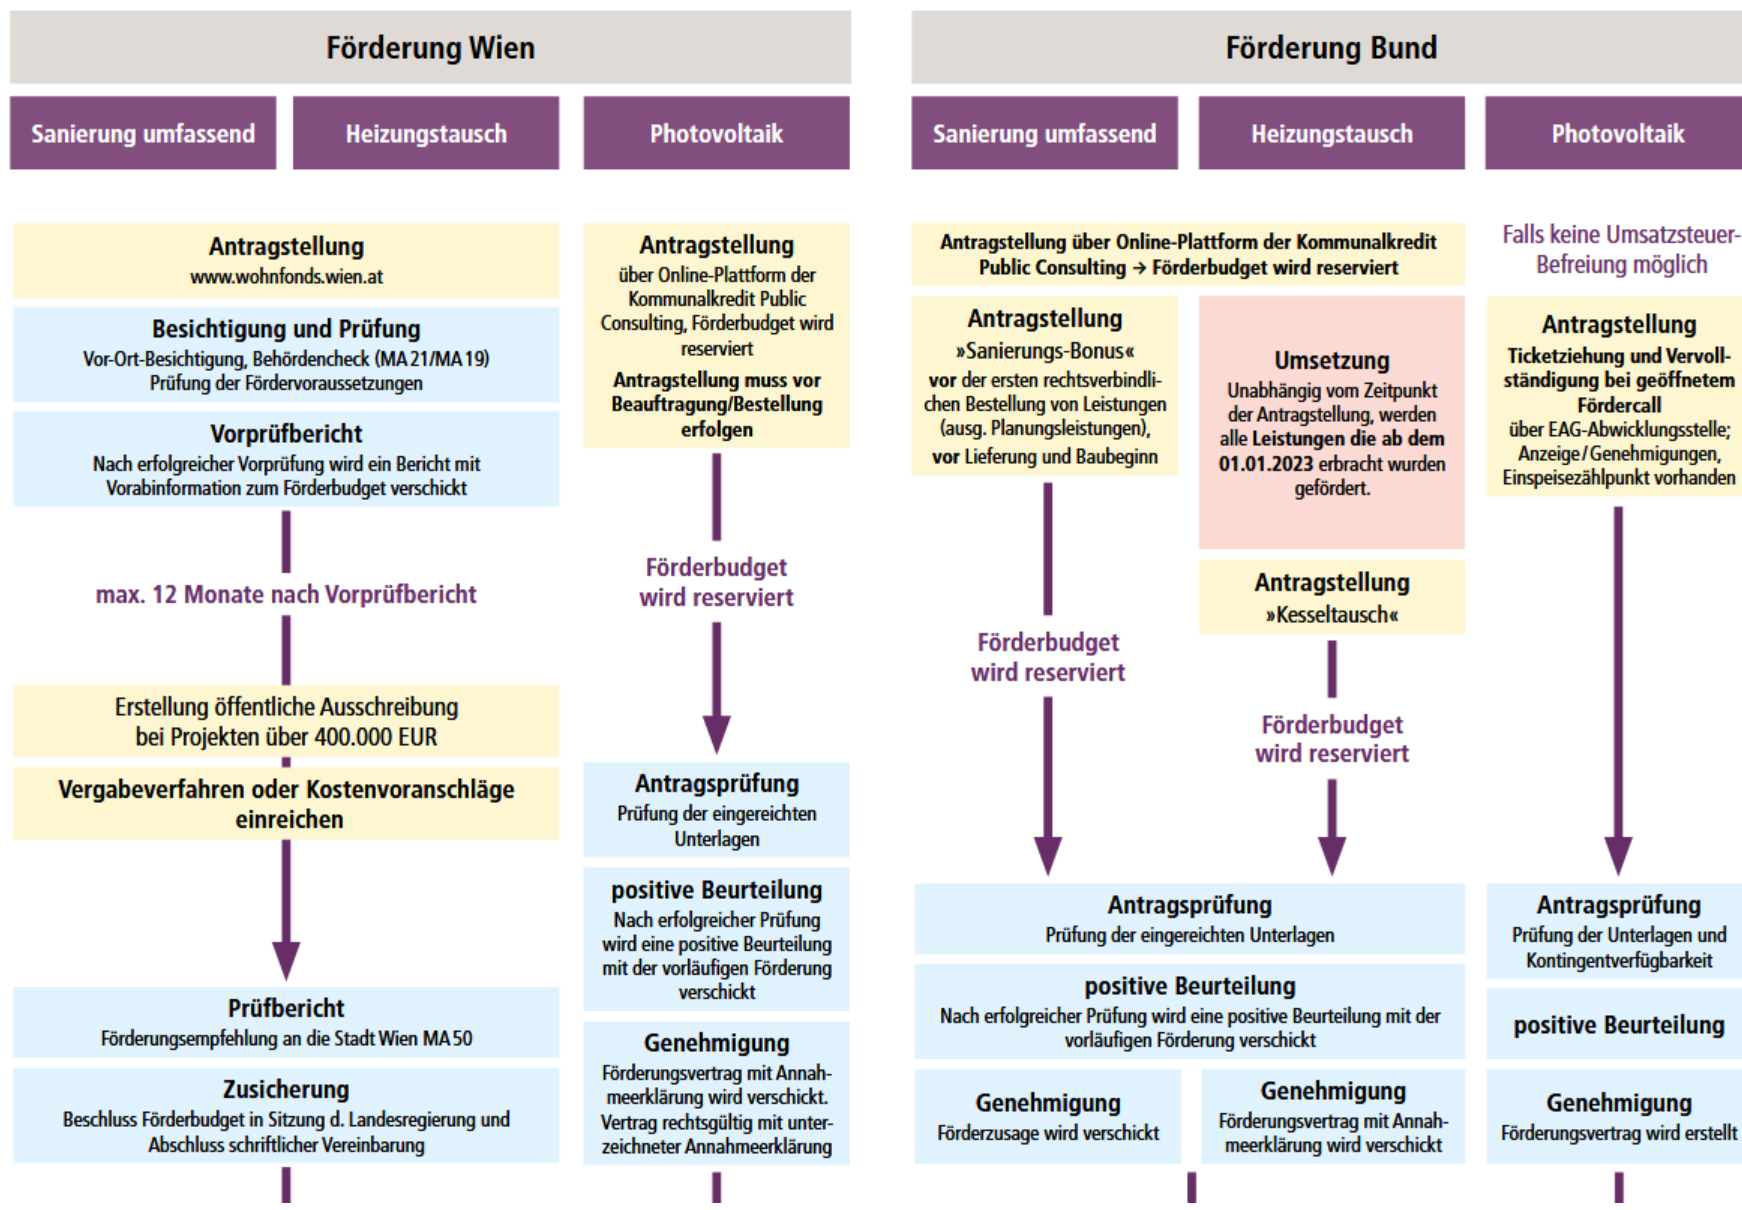 Förderung Wien
Sanierung umfassend
Heizungstausch
Photovoltaik
Antragstellung
www.wohnfonds.wien.at
Besichtigung und Prüfung
Vor-Ort-Besichtigung, Behördencheck (MA 21/MA 19)
Prüfung der Fördervoraussetzungen
Vorprüfbericht
Nach erfolgreicher Vorprüfung wird ein Bericht mit
Vorabinformation zum Förderbudget verschickt
max. 12 Monate nach Vorprüfbericht
Erstellung öffentliche Ausschreibung
bei Projekten über 400.000 EUR
Vergabeverfahren oder Kostenvoranschläge
einreichen
Prüfbericht
Förderungsempfehlung an die Stadt Wien MA 50
Zusicherung
Beschluss Förderbudget in Sitzung d. Landesregierung und
Abschluss schriftlicher Vereinbarung
Antragstellung
über Online-Plattform der
Kommunalkredit Public
Consulting, Förderbudget wird
reserviert
Antragstellung muss vor
Beauftragung/Bestellung
erfolgen
Förderbudget
wird reserviert
Antragsprüfung
Prüfung der eingereichten
Unterlagen
positive Beurteilung
Nach erfolgreicher Prüfung
wird eine positive Beurteilung
mit der vorläufigen Förderung
verschickt
Genehmigung
Förderungsvertrag mit Annah-
meerklärung wird verschickt.
Vertrag rechtsgültig mit unter-
zeichneter Annahmeerklärung
Förderung Bund
Sanierung umfassend
Heizungstausch
Photovoltaik
Antragstellung über Online-Plattform der Kommunalkredit
Public Consulting → Förderbudget wird reserviert
Antragstellung
»Sanierungs-Bonus«
vor der ersten rechtsverbindli-
chen Bestellung von Leistungen
(ausg. Planungsleistungen),
vor Lieferung und Baubeginn
Förderbudget
wird reserviert
Umsetzung
Unabhängig vom Zeitpunkt
der Antragstellung, werden
alle Leistungen die ab dem
01.01.2023 erbracht wurden
gefördert.
Antragstellung
»Kesseltausch«
Förderbudget
wird reserviert
Antragsprüfung
Prüfung der eingereichten Unterlagen
positive Beurteilung
Nach erfolgreicher Prüfung wird eine positive Beurteilung mit der
vorläufigen Förderung verschickt
Genehmigung
Förderzusage wird verschickt
Genehmigung
Förderungsvertrag mit Annah-
meerklärung wird verschickt
Falls keine Umsatzsteuer-
Befreiung möglich
Antragstellung
Ticketziehung und Vervoll-
ständigung bei geöffnetem
Fördercall
über EAG-Abwicklungsstelle;
Anzeige/Genehmigungen,
Einspeisezählpunkt vorhanden
Antragsprüfung
Prüfung der Unterlagen und
Kontingentverfügbarkeit
positive Beurteilung
Genehmigung
Förderungsvertrag wird erstellt